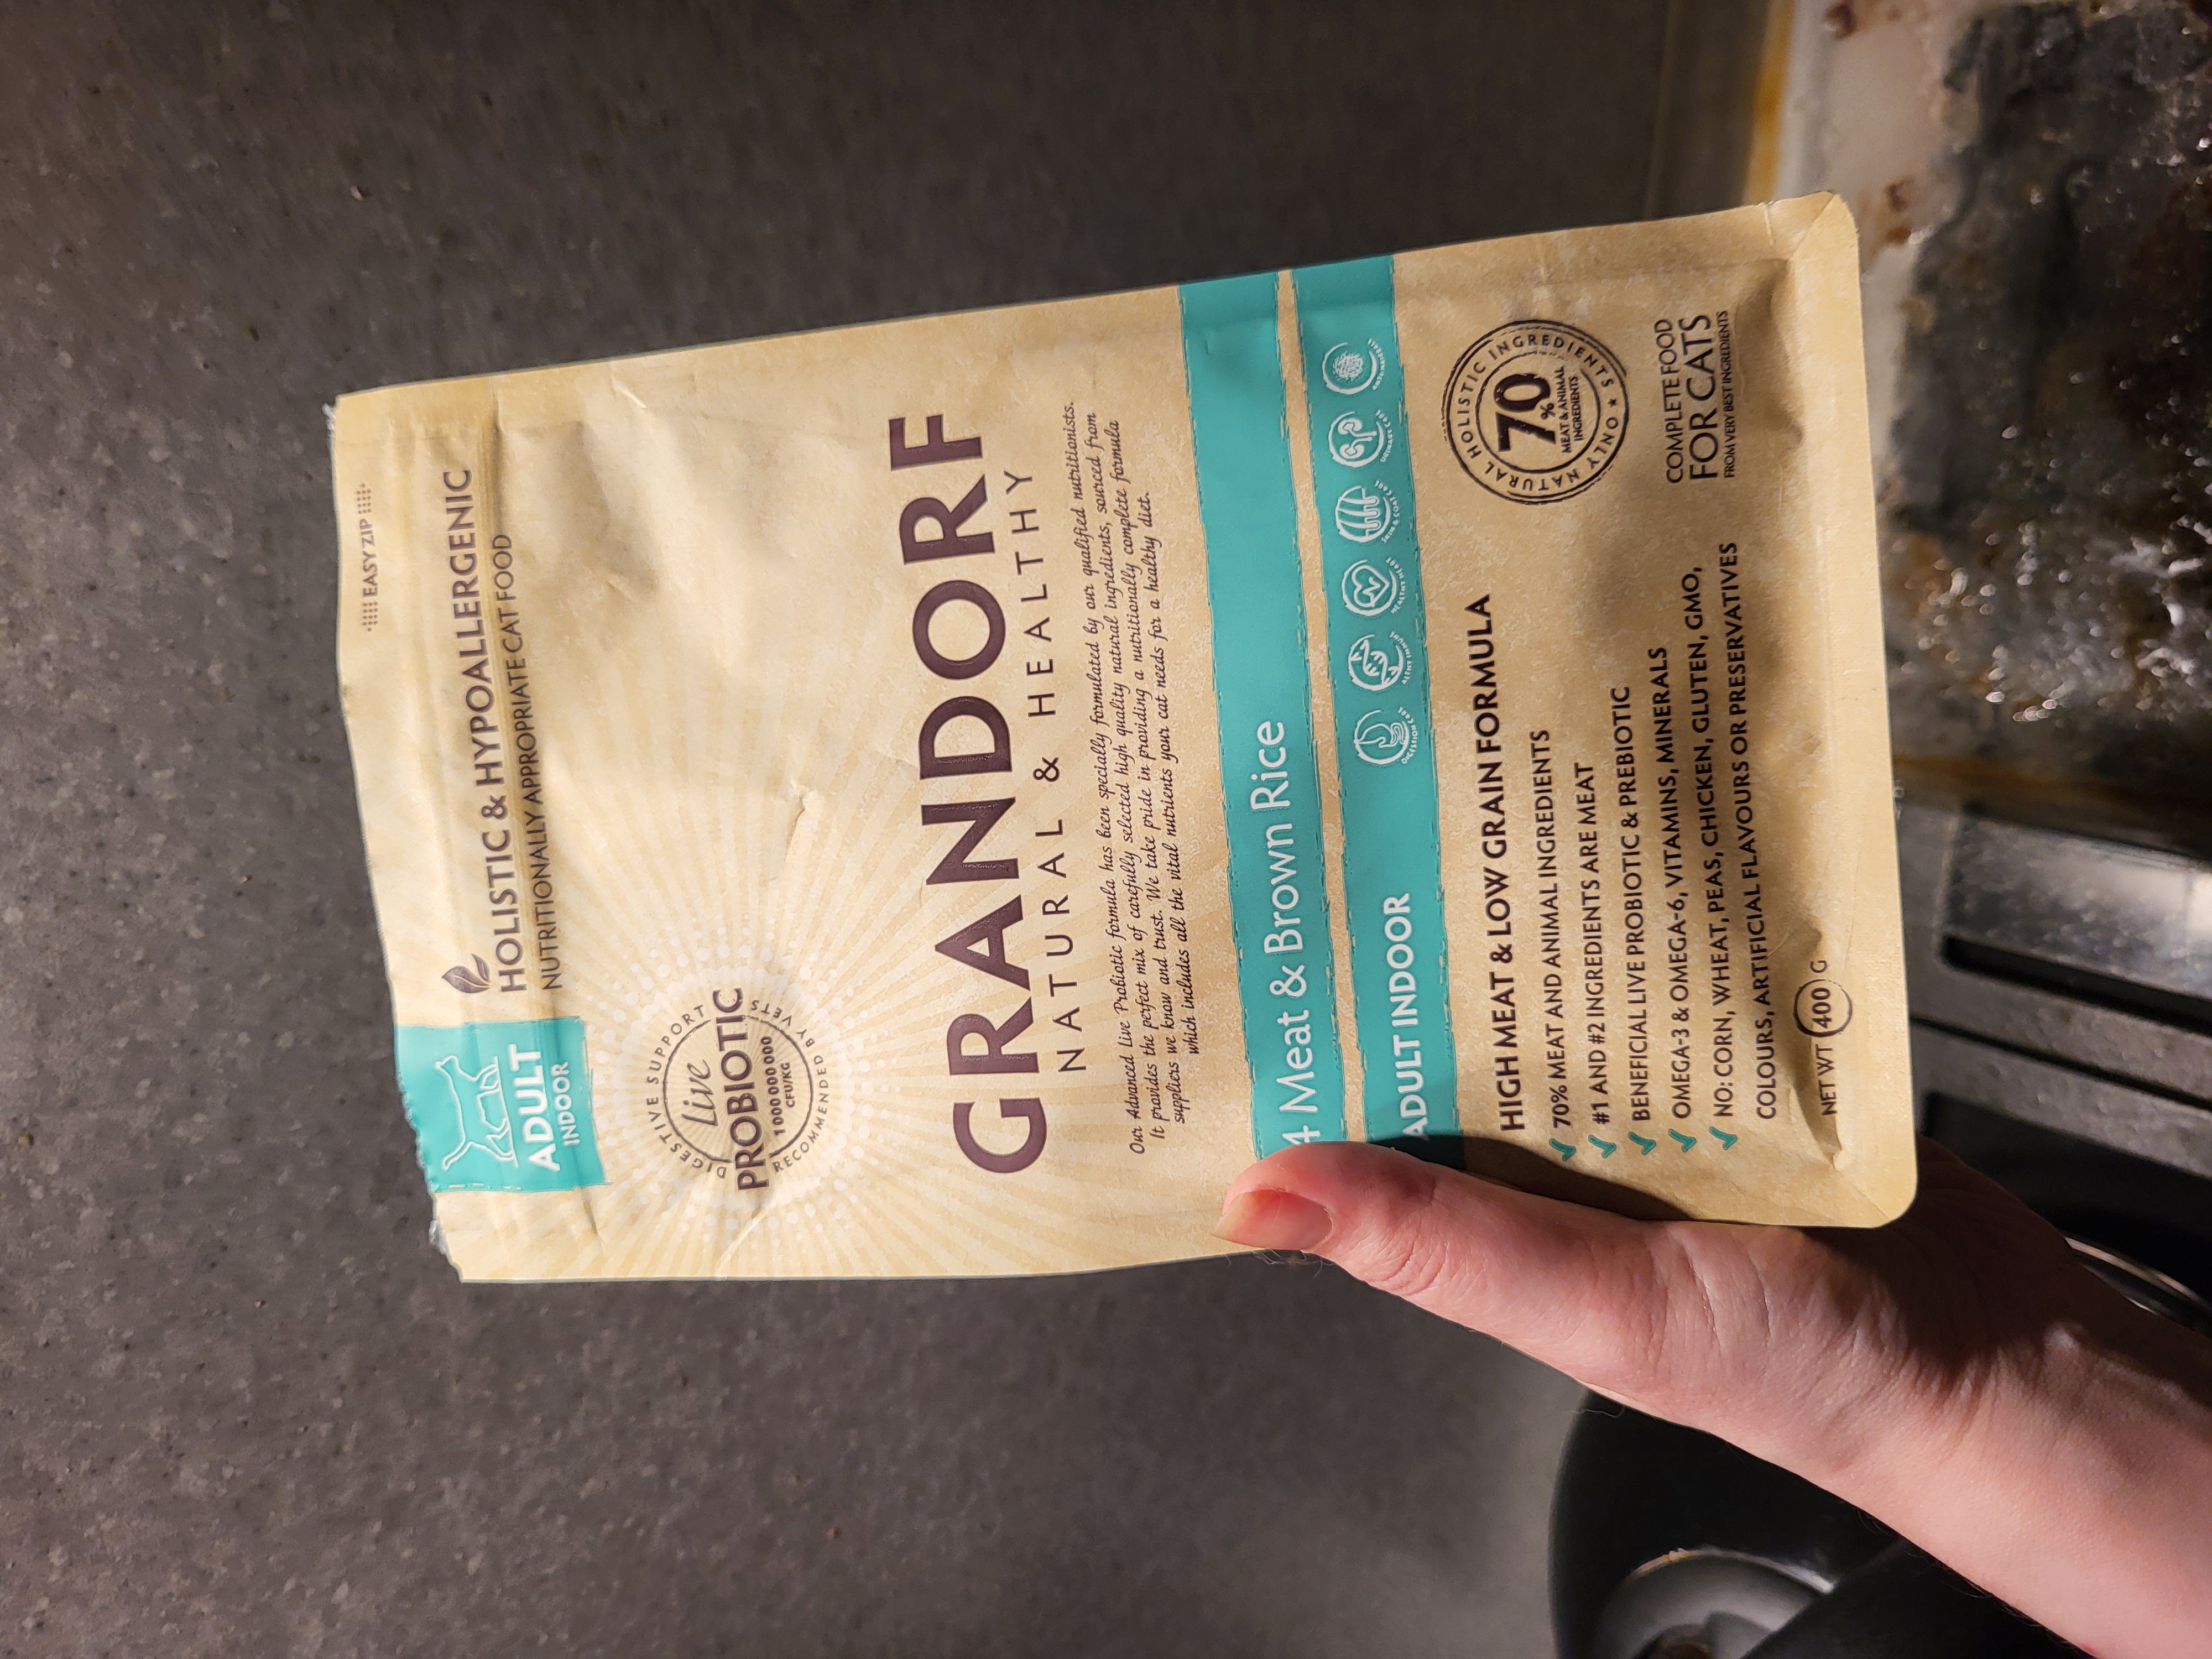 EASY ZIP
HOLISTIC & HYPOALLERGENIC
NUTRITIONALLY APPROPRIATE CAT FOOD
ADULT
INDOOR
DIGESTIVE SUPPORT
Live
PROBIOTIC
1 000 000 000
CFU/KG
RECOMMENDED BY VETS
GRANDORF
NATURAL & HEALTHY
Our Advanced Live Probiotic formula has been specially formulated by our qualified nutritionists.
It provides the perfect mix of carefully selected high quality natural ingredients, sourced from
suppliers we know and trust. We take pride in providing a nutritionally complete formula
which includes all the vital nutrients your cat needs for a healthy diet.
4 Meat & Brown Rice
ADULT INDOOR
DIGESTION
HEALTHY
SKIN & COAT
URINARY
HIGH MEAT & LOW GRAIN FORMULA
70% MEAT AND ANIMAL INGREDIENTS
#1 AND #2 INGREDIENTS ARE MEAT
BENEFICIAL LIVE PROBIOTIC & PREBIOTIC
OMEGA-3 & OMEGA-6, VITAMINS, MINERALS
NO: CORN, WHEAT, PEAS, CHICKEN, GLUTEN, GMO,
COLOURS, ARTIFICIAL FLAVOURS OR PRESERVATIVES
NET WT 400 G
NATURAL HOLISTIC INGREDIENTS ★ ONLY
70%
MEAT & ANIMAL
INGREDIENTS
COMPLETE FOOD
FOR CATS
FROM VERY BEST INGREDIENTS